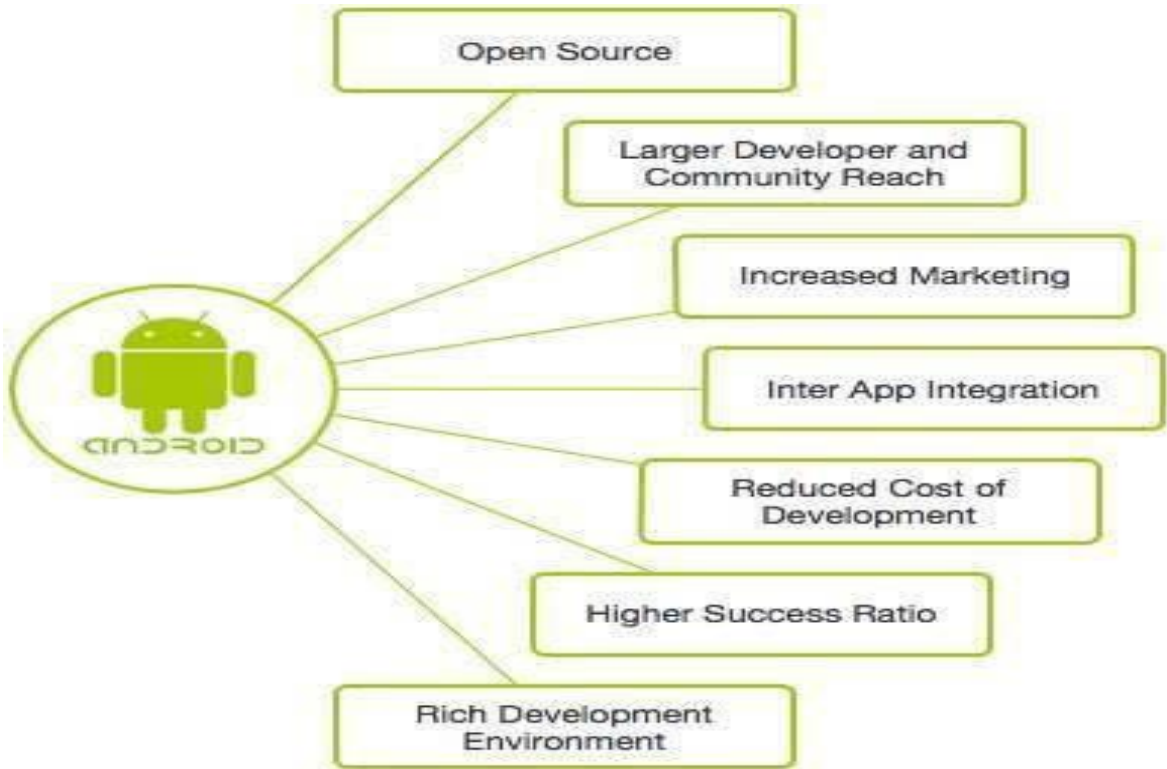 Open Source
Larger Developer and
Community Reach
Increased Marketing
Inter App Integration
ANDROID
Reduced Cost of
Development
Higher Success Ratio
Rich Development
Environment